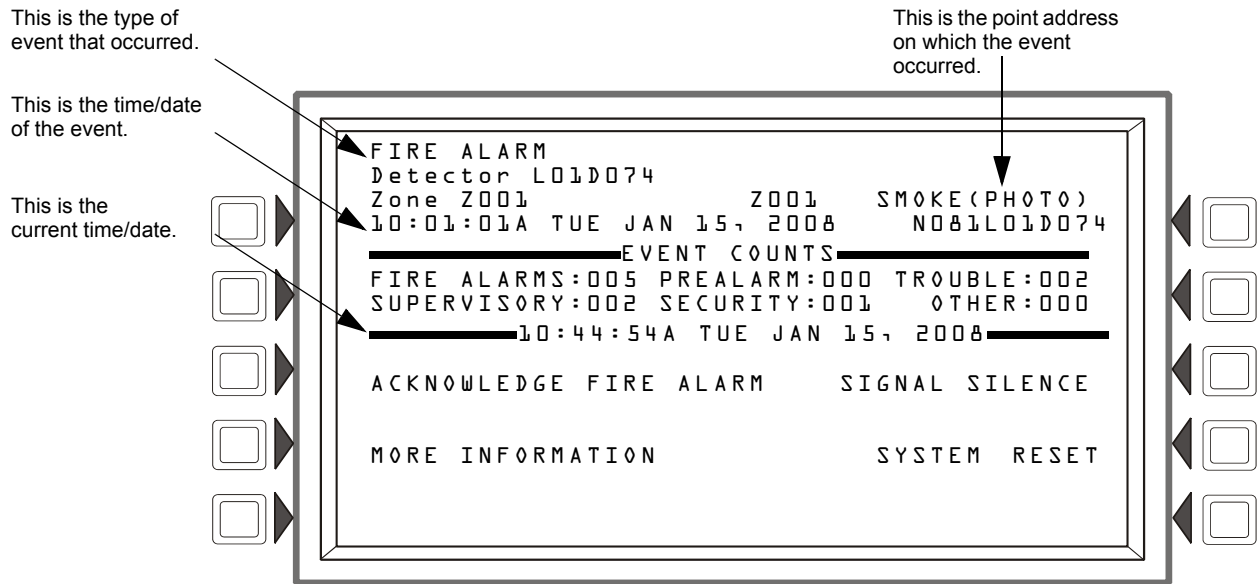 This is the type of
event that occurred.
This is the point address
on which the event
occurred.
This is the time/date
of the event.
This is the
current time/date.
FIRE ALARM
Detector L01D074
Zone Z001 Z001 SMOKE(PHOTO)
10:01:01A TUE JAN 15, 2008 N081L01D074
EVENT COUNTS
FIRE ALARMS:005 PREALARM:000 TROUBLE:002
SUPERVISORY:002 SECURITY:001 OTHER:000
10:44:54A TUE JAN 15, 2008
ACKNOWLEDGE FIRE ALARM SIGNAL SILENCE
MORE INFORMATION SYSTEM RESET